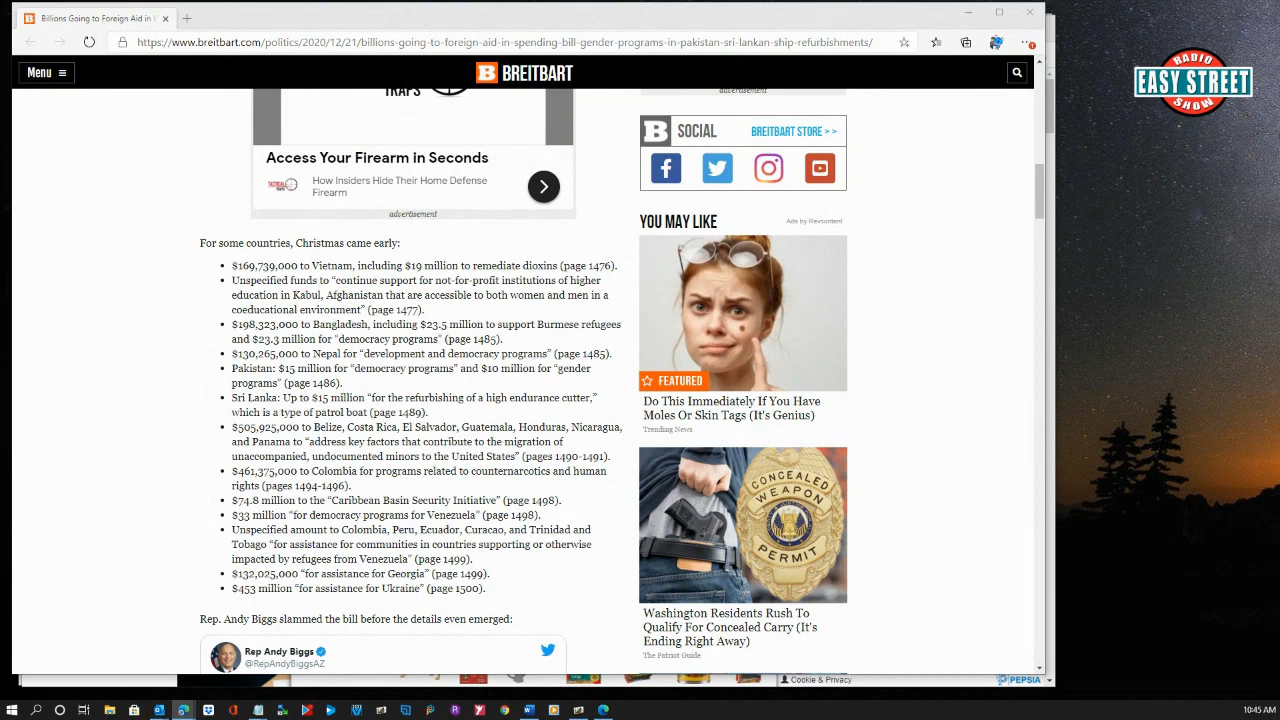 Billions Going to Foreign Aid in
https://www.breitbart.com/politics/2020/12/21/billions-going-to-foreign-aid-in-spending-bill-gender-programs-in-pakistan-sri-lankan-ship-refurbishments/
Menu
B BREITBART
RADIO
EASY STREET
SHOW
TRAPS
Access Your Firearm in Seconds
TACTICAL
How Insiders Hide Their Home Defense
Firearm
advertisement
For some countries, Christmas came early:
• $169,739,000 to Vietnam, including $19 million to remediate dioxins (page 1476).
• Unspecified funds to “continue support for not-for-profit institutions of higher
education in Kabul, Afghanistan that are accessible to both women and men in a
coeducational environment” (page 1477).
• $198,323,000 to Bangladesh, including $23.5 million to support Burmese refugees
and $23.3 million for “democracy programs” (page 1485).
• $130,265,000 to Nepal for “development and democracy programs” (page 1485).
• Pakistan: $15 million for “democracy programs” and $10 million for “gender
programs” (page 1486).
• Sri Lanka: Up to $15 million “for the refurbishing of a high endurance cutter,”
which is a type of patrol boat (page 1489).
• $505,925,000 to Belize, Costa Rica, El Salvador, Guatemala, Honduras, Nicaragua,
and Panama to “address key factors that contribute to the migration of
unaccompanied, undocumented minors to the United States” (pages 1490-1491).
• $461,375,000 to Colombia for programs related to counternarcotics and human
rights (pages 1494-1496).
• $74.8 million to the “Caribbean Basin Security Initiative” (page 1498).
• $33 million “for democracy programs for Venezuela” (page 1498).
• Unspecified amount to Colombia, Peru, Ecuador, Curacao, and Trinidad and
Tobago “for assistance for communities in countries supporting or otherwise
impacted by refugees from Venezuela” (page 1499).
• $132,025,000 “for assistance for Georgia” (page 1499).
• $453 million “for assistance for Ukraine” (page 1500).
Rep. Andy Biggs slammed the bill before the details even emerged:
Rep Andy Biggs
@RepAndyBiggsAZ
advertisement
B SOCIAL
BREITBART STORE > >
YOU MAY LIKE
Ads by Revcontent
FEATURED
Do This Immediately If You Have
Moles Or Skin Tags (It's Genius)
Trending News
CONCEALED
WEAPON
PERMIT
Washington Residents Rush To
Qualify For Concealed Carry (It's
Ending Right Away)
The Patriot Guide
Cookie & Privacy
PEPSIA
10:45 AM